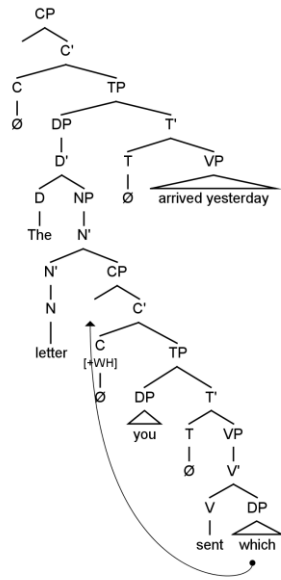 CP
C'
C TP
Ø DP T'
D' T VP
D NP Ø arrived yesterday
The N'
N' CP
N C'
letter C TP
[+WH]
Ø DP T'
you T VP
Ø V'
V DP
sent which